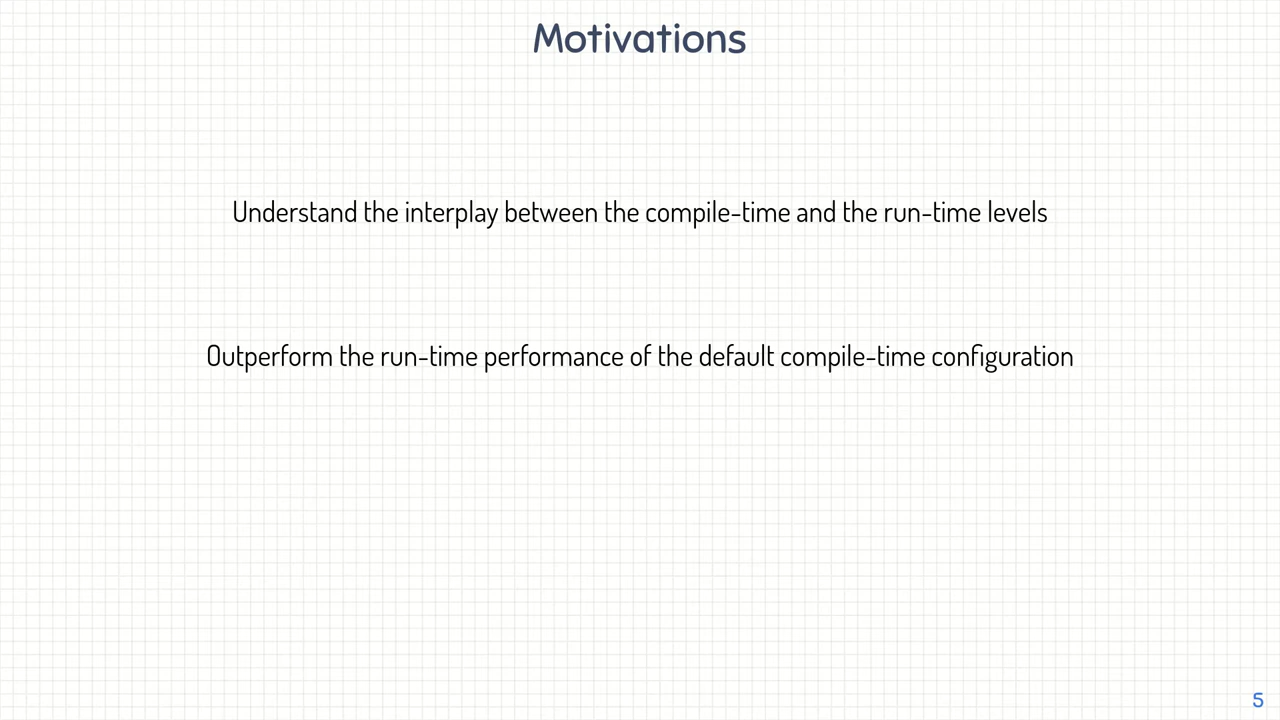 Motivations
Understand the interplay between the compile-time and the run-time levels
Outperform the run-time performance of the default compile-time configuration
5